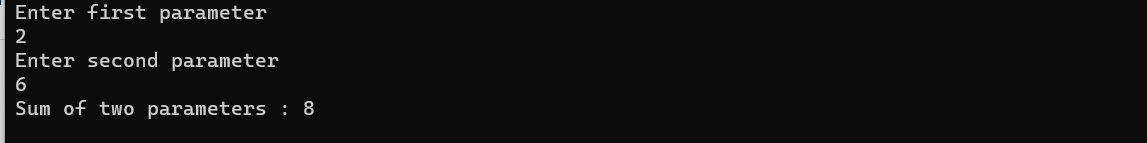 Enter first parameter
2
Enter second parameter
6
Sum of two parameters : 8